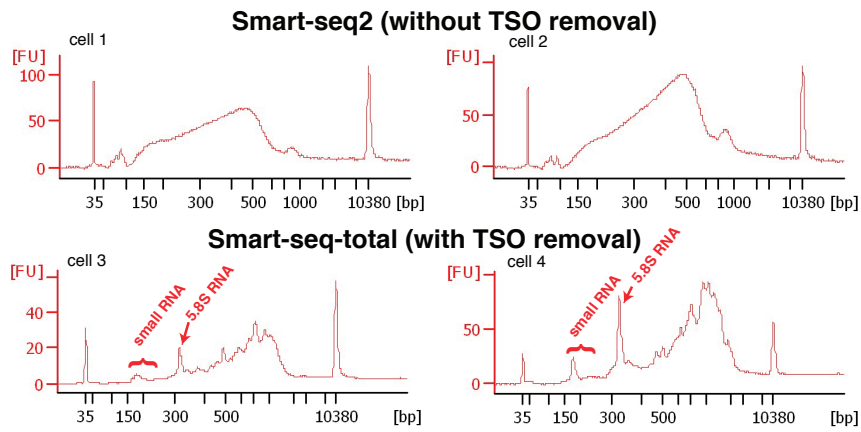 Smart-seq2 (without TSO removal)
cell 1
[FU]
100
50
0
35 150 300 500 1000 10380 [bp]
cell 2
[FU]
50
0
35 150 300 500 1000 10380 [bp]
Smart-seq-total (with TSO removal)
cell 3
[FU]
40
20
0
small RNA
5.8S RNA
35 150 300 500 10380 [bp]
cell 4
[FU]
50
0
small RNA
5.8S RNA
35 150 300 500 10380 [bp]